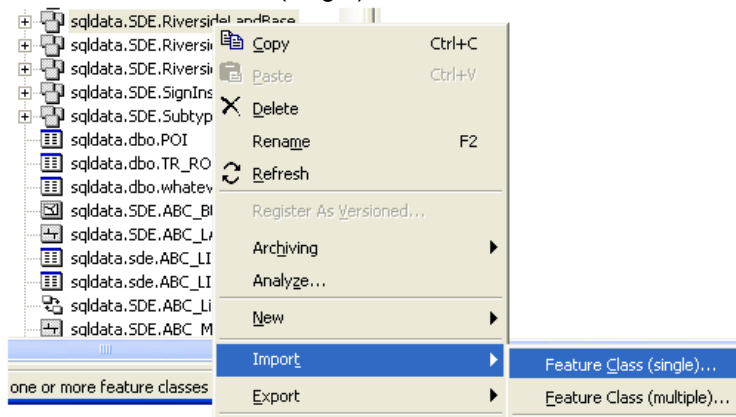 sqldata.SDE.RiversideLandBase
sqldata.SDE.Riversi
sqldata.SDE.Riversi
sqldata.SDE.SignIns
sqldata.SDE.Subtyp
sqldata.dbo.POI
sqldata.dbo.TR_RO
sqldata.dbo.whatev
sqldata.SDE.ABC_BU
sqldata.SDE.ABC_LA
sqldata.sde.ABC_LI
sqldata.sde.ABC_LI
sqldata.SDE.ABC_Li
sqldata.SDE.ABC_M
one or more feature classes
Copy Ctrl+C
Paste Ctrl+V
Delete
Rename F2
Refresh
Register As Versioned...
Archiving
Analyze...
New
Import
Export
Feature Class (single)...
Feature Class (multiple)...